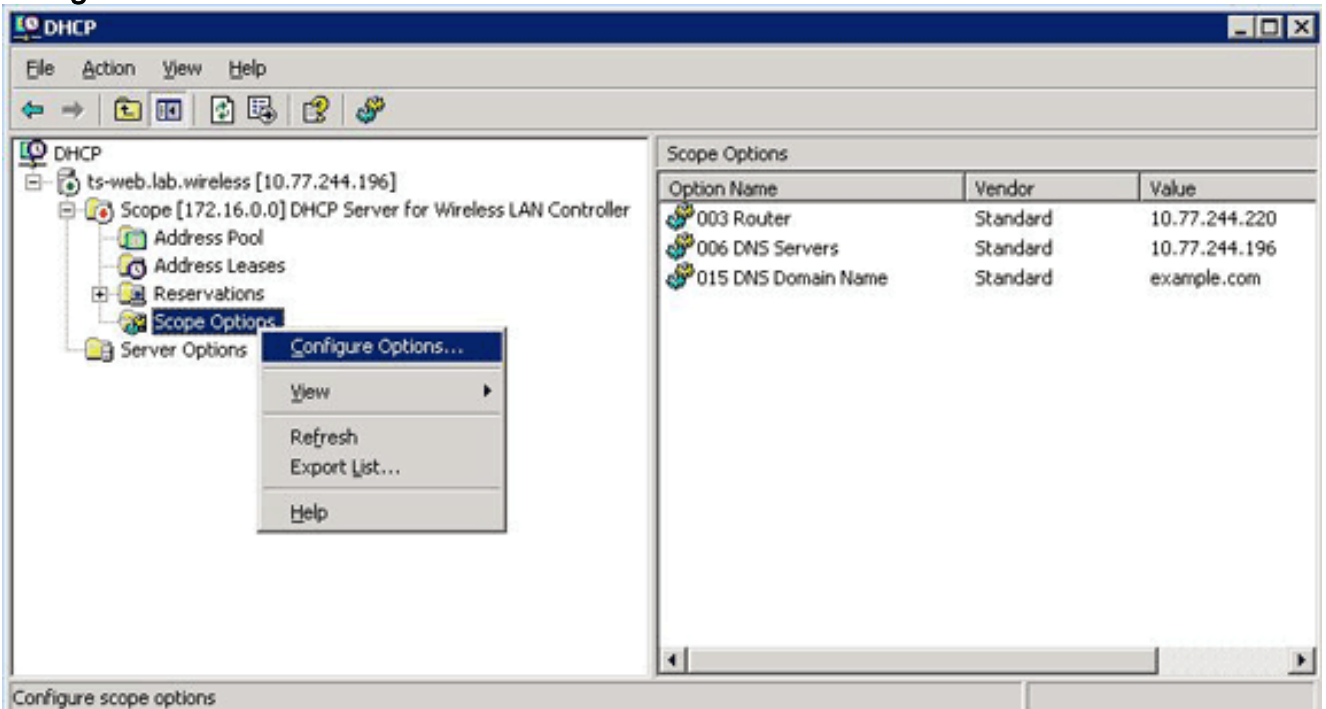 DHCP
File Action View Help
DHCP
ts-web.lab.wireless [10.77.244.196]
Scope [172.16.0.0] DHCP Server for Wireless LAN Controller
Address Pool
Address Leases
Reservations
Scope Options
Server Options
Configure Options...
View
Refresh
Export List...
Help
Scope Options
Option Name Vendor Value
003 Router Standard 10.77.244.220
006 DNS Servers Standard 10.77.244.196
015 DNS Domain Name Standard example.com
Configure scope options